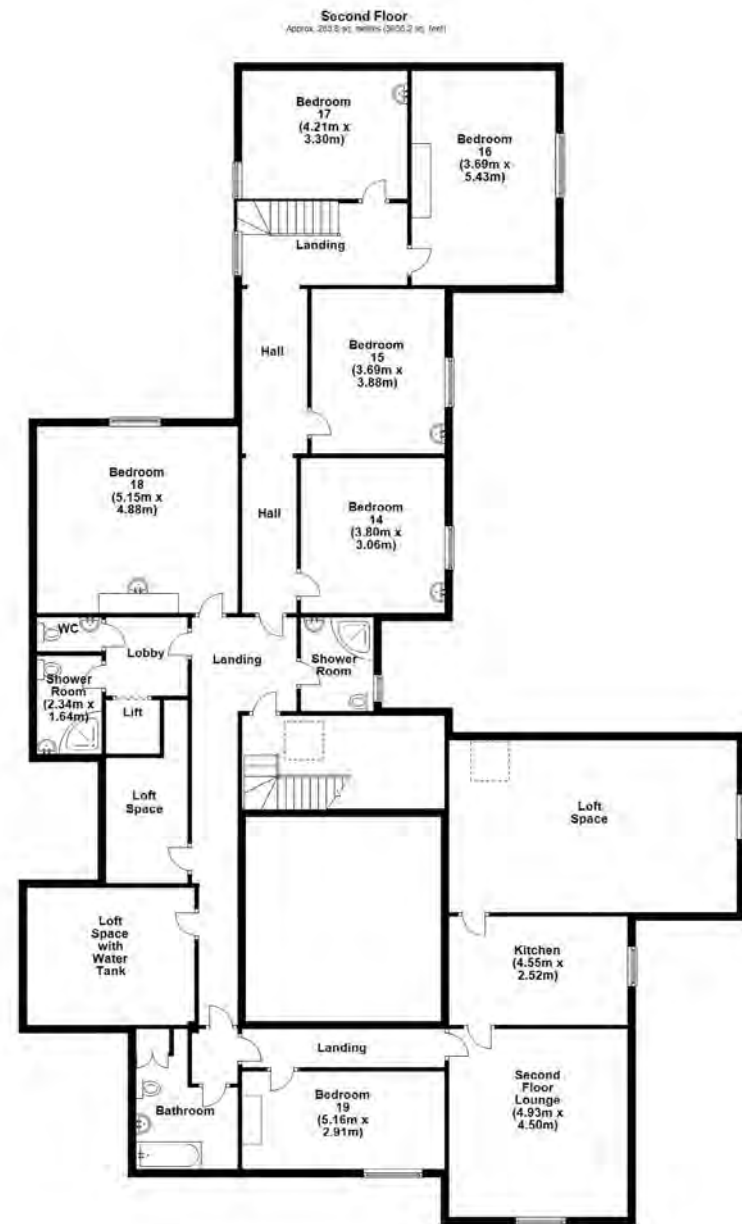 Second Floor
Approx.
Bedroom
17
(4.21m x
3.30m)
Bedroom
16
(3.69m x
5.43m)
Landing
Hall
Bedroom
15
(3.69m x
3.88m)
Bedroom
18
(5.15m x
4.88m)
Hall
Bedroom
14
(3.80m x
3.06m)
WC
Lobby
Landing
Shower
Room
Shower
Room
(2.34m x
1.64m)
Lift
Loft
Space
Loft
Space
Loft
Space
with
Water
Tank
Kitchen
(4.55m x
2.52m)
Landing
Second
Floor
Lounge
(4.93m x
4.50m)
Bedroom
19
(5.16m x
2.91m)
Bathroom